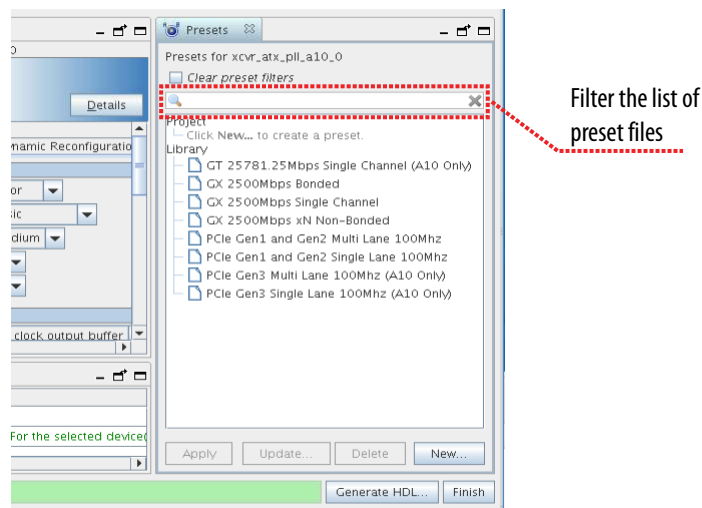 Presets
Presets for xcvr_atx_pll_a10_0
Clear preset filters
Details
Filter the list of
preset files
Project
Click New... to create a preset.
Library
namic Reconfiguratio
GT 25781.25Mbps Single Channel (A10 Only)
GX 2500Mbps Bonded
or
GX 2500Mbps Single Channel
sic
GX 2500Mbps xN Non-Bonded
dium
PCIe Gen1 and Gen2 Multi Lane 100Mhz
PCIe Gen1 and Gen2 Single Lane 100Mhz
PCIe Gen3 Multi Lane 100Mhz (A10 Only)
PCIe Gen3 Single Lane 100Mhz (A10 Only)
clock output buffer
For the selected device(
Apply Update... Delete New...
Generate HDL... Finish